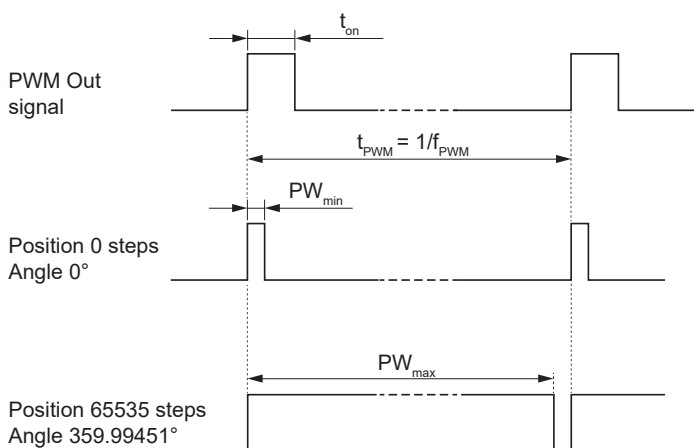 t_on
PWM Out
signal
t_PWM = 1/f_PWM
PW_min
Position 0 steps
Angle 0°
PW_max
Position 65535 steps
Angle 359.99451°